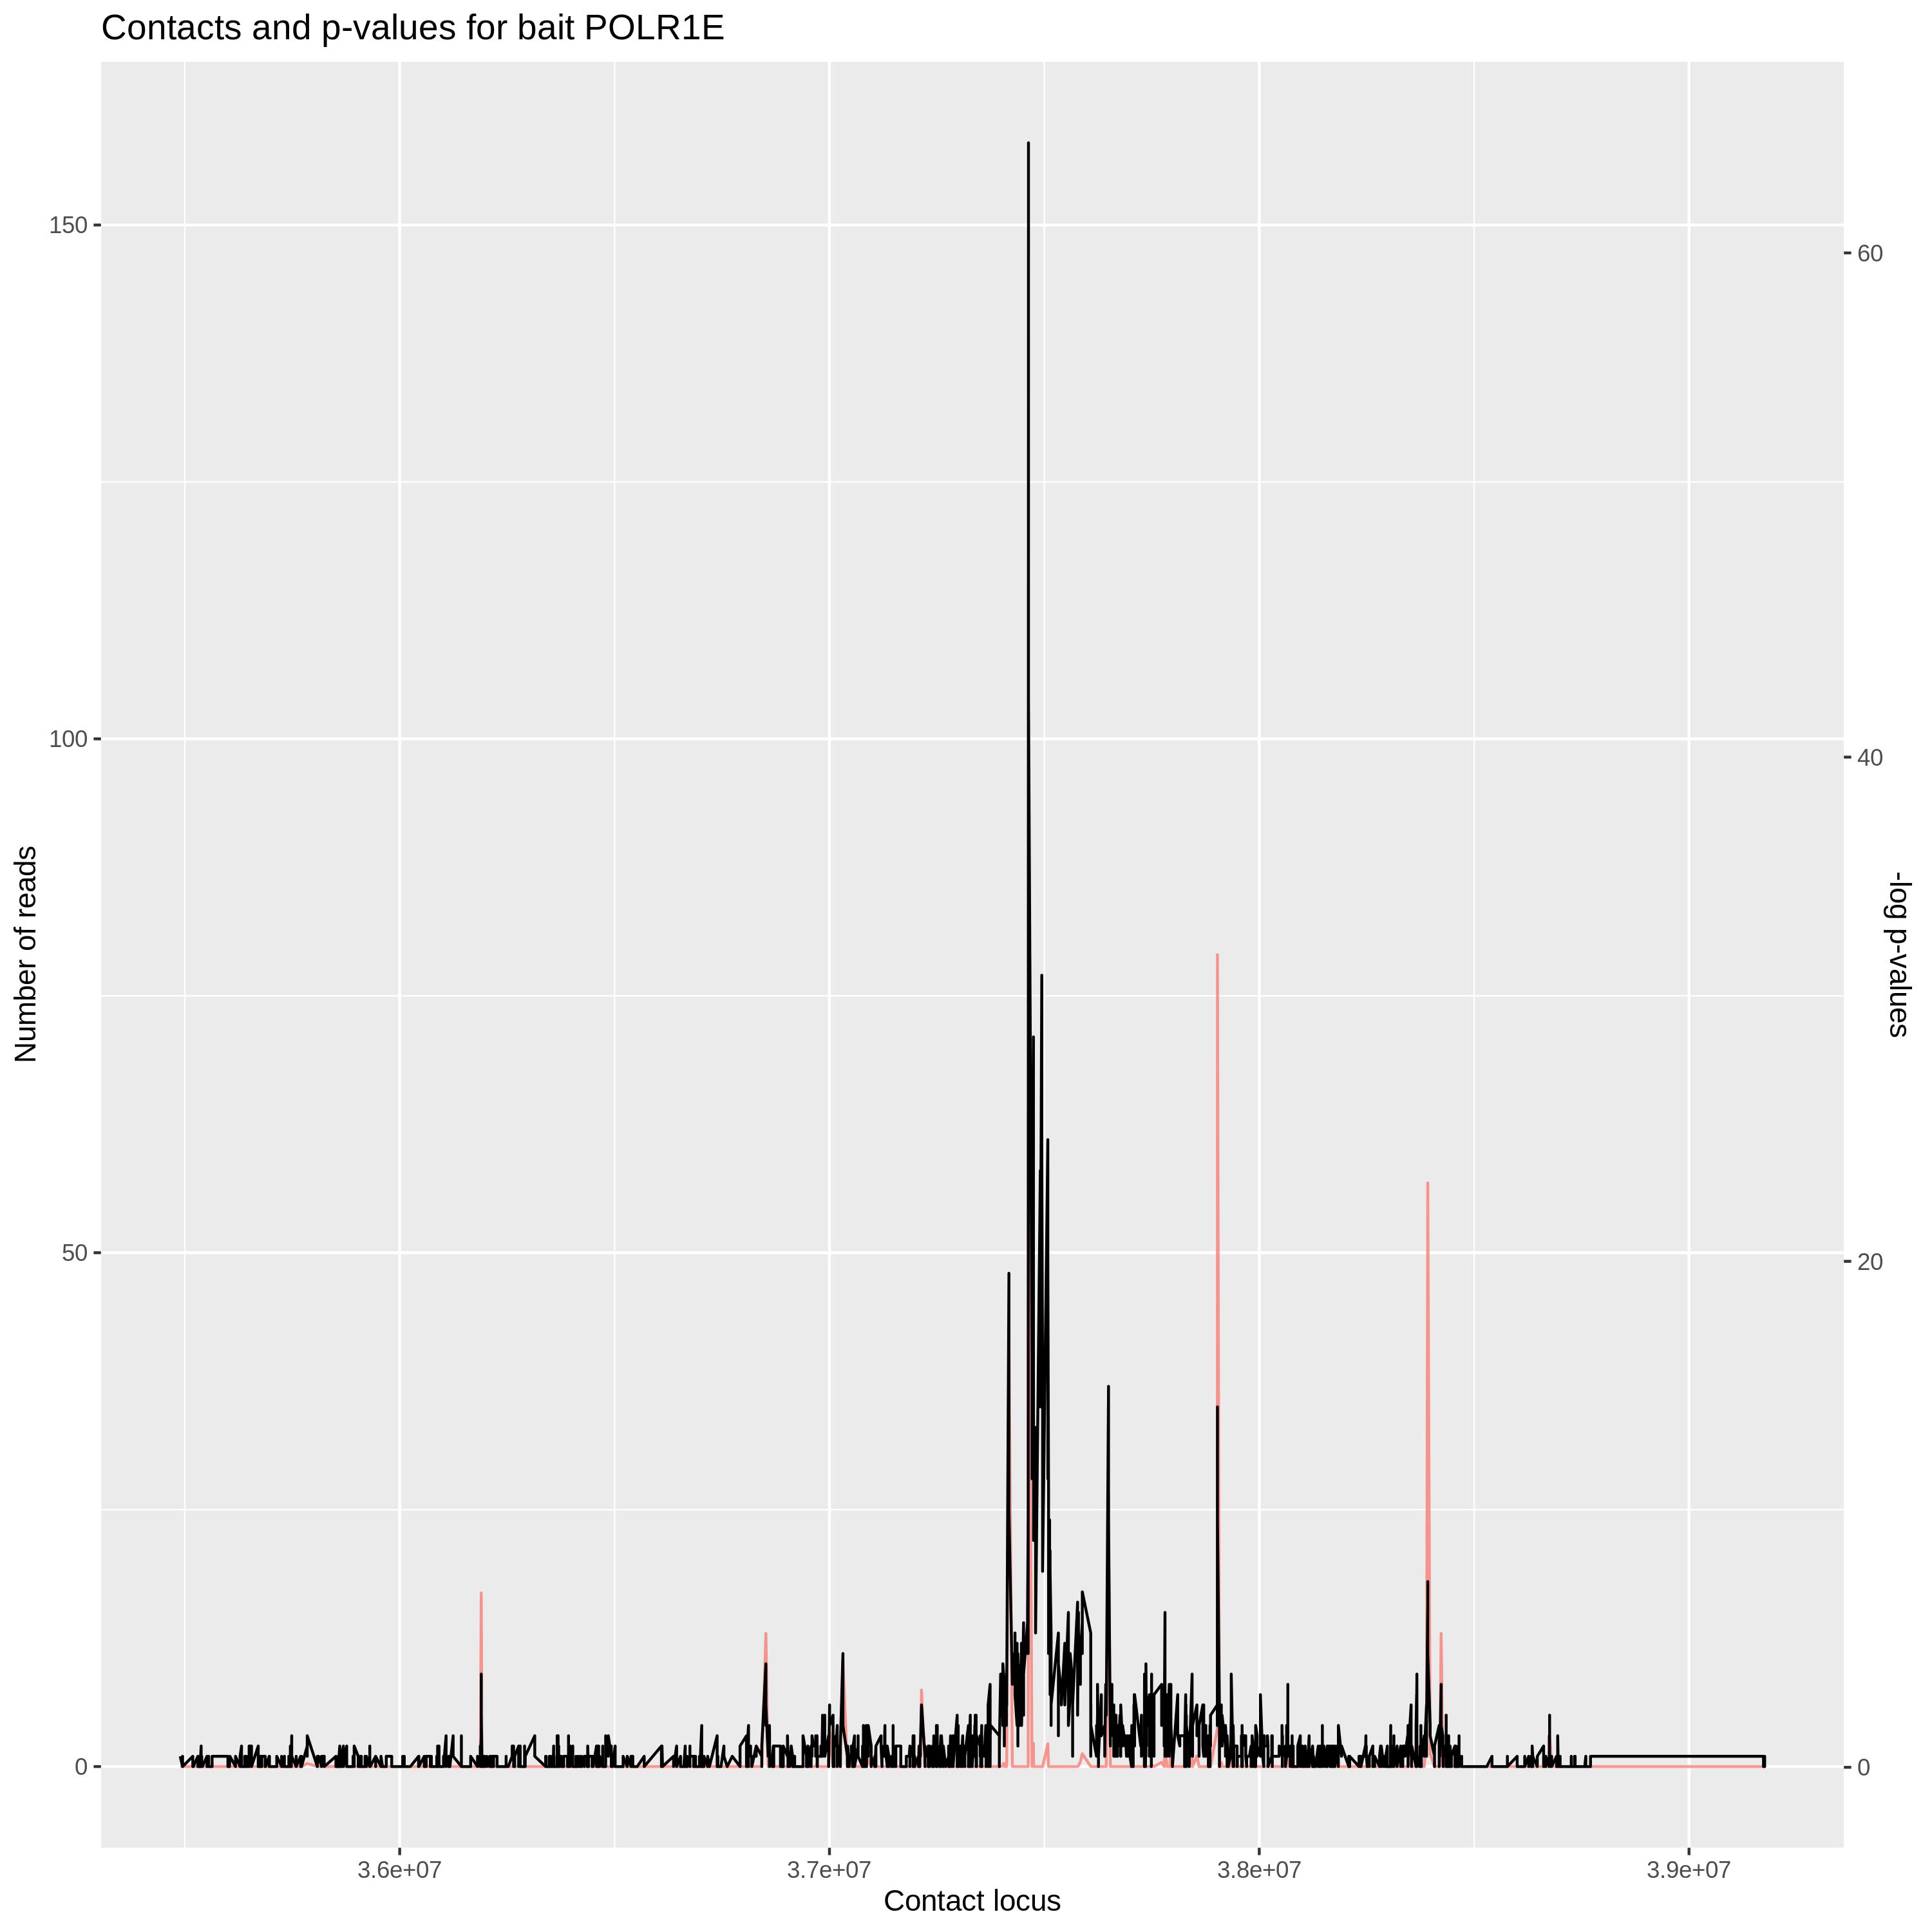 Contacts and p-values for bait POLR1E
150
100
50
0
60
40
20
0
Number of reads
-log p-values
3.6e+07 3.7e+07 3.8e+07 3.9e+07
Contact locus